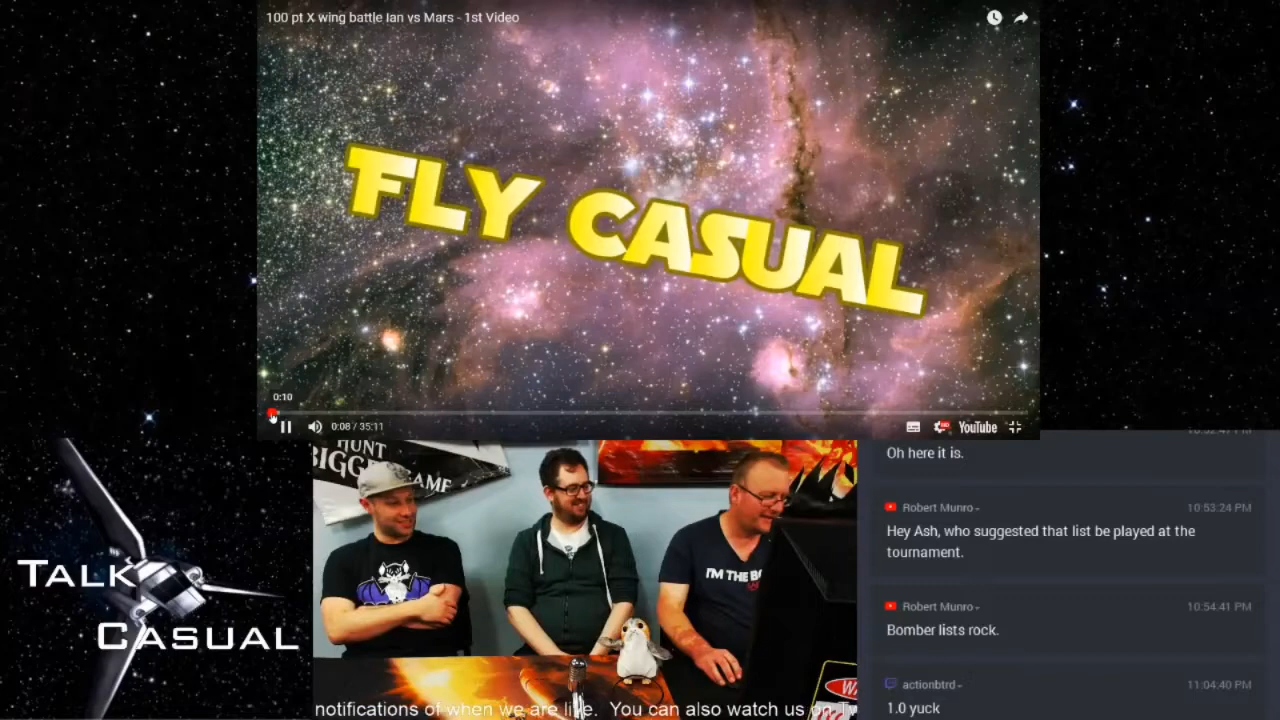 100 pt X wing battle Ian vs Mars - 1st Video
FLY CASUAL
0:10
0:08 / 35:11
HD
YouTube
TALK
CASUAL
HUNT
BIGGER GAME
I'M THE
notifications of when we are live. You can also watch us on
Oh here it is.
Robert Munro
10:53:24 PM
Hey Ash, who suggested that list be played at the
tournament.
Robert Munro
10:54:41 PM
Bomber lists rock.
actionbtrd
11:04:40 PM
1.0 yuck